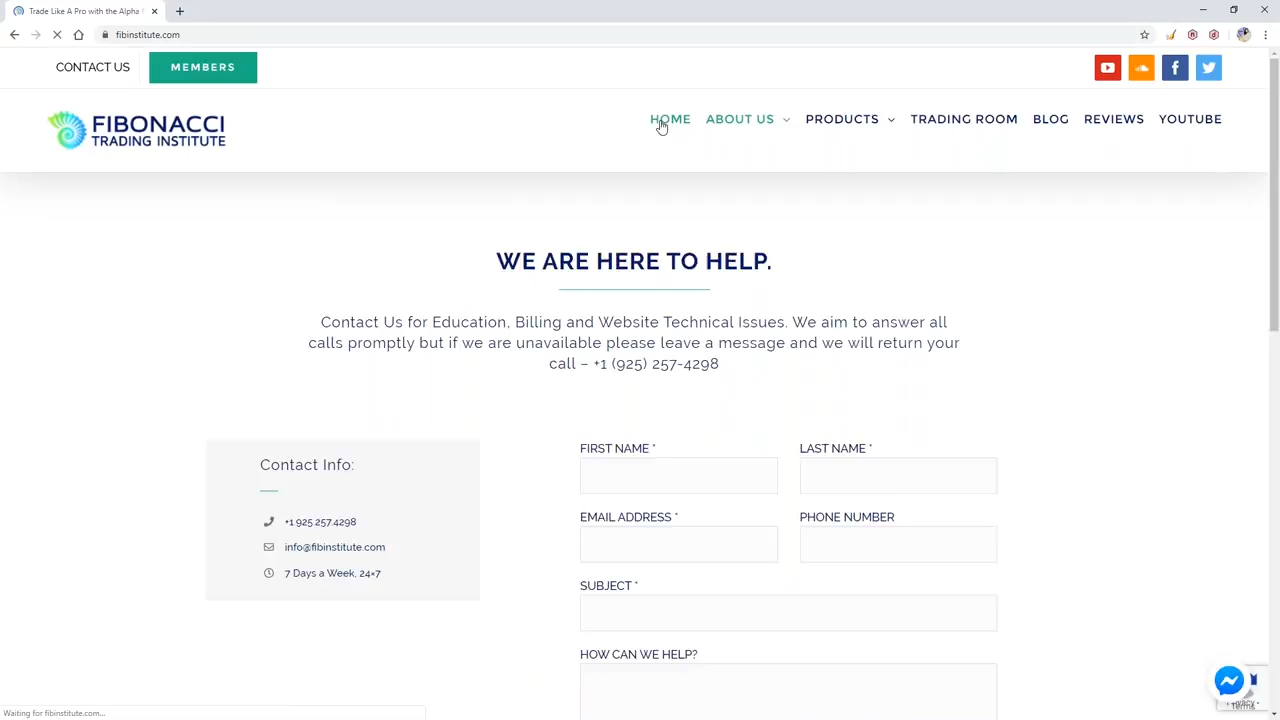 Trade Like A Pro with the Alpha
fibinstitute.com
CONTACT US
MEMBERS
FIBONACCI
TRADING INSTITUTE
HOME
ABOUT US
PRODUCTS
TRADING ROOM
BLOG
REVIEWS
YOUTUBE
WE ARE HERE TO HELP.
Contact Us for Education, Billing and Website Technical Issues. We aim to answer all
calls promptly but if we are unavailable please leave a message and we will return your
call – +1 (925) 257-4298
Contact Info:
+1 925 257.4298
info@fibinstitute.com
7 Days a Week, 24×7
FIRST NAME *
LAST NAME *
EMAIL ADDRESS *
PHONE NUMBER
SUBJECT *
HOW CAN WE HELP?
Waiting for fibinstitute.com...
Terms